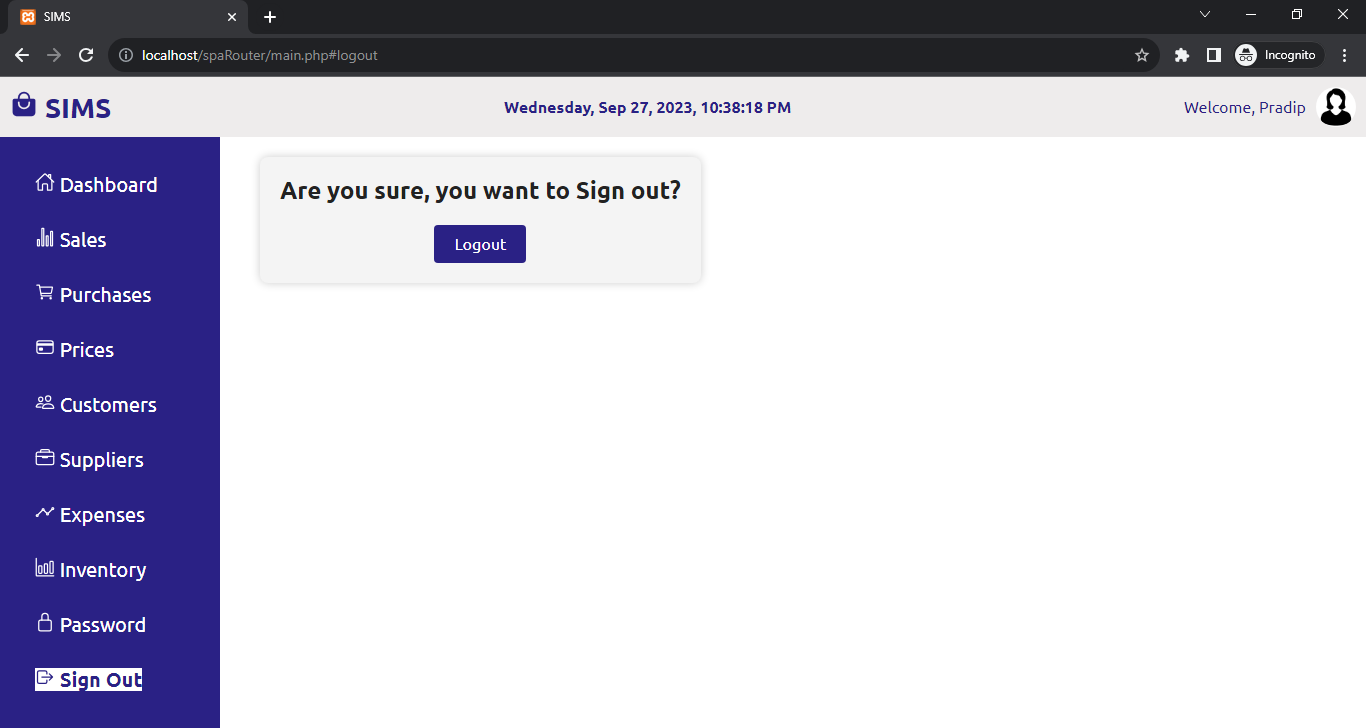 SIMS
localhost/spaRouter/main.php#logout
Incognito
SIMS
Wednesday, Sep 27, 2023, 10:38:18 PM
Welcome, Pradip
Dashboard
Sales
Purchases
Prices
Customers
Suppliers
Expenses
Inventory
Password
Sign Out
Are you sure, you want to Sign out?
Logout